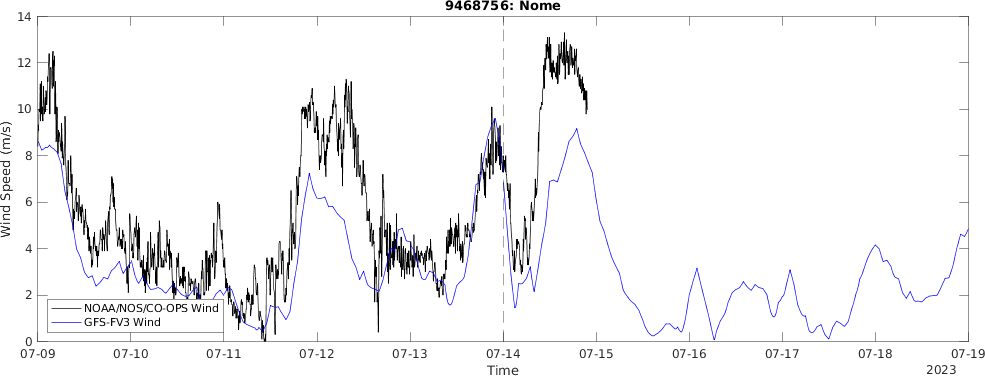 9468756: Nome
14
12
10
8
6
4
2
0
Wind Speed (m/s)
NOAA/NOS/CO-OPS Wind
GFS-FV3 Wind
07-09 07-10 07-11 07-12 07-13 07-14 07-15 07-16 07-17 07-18 07-19
Time
2023